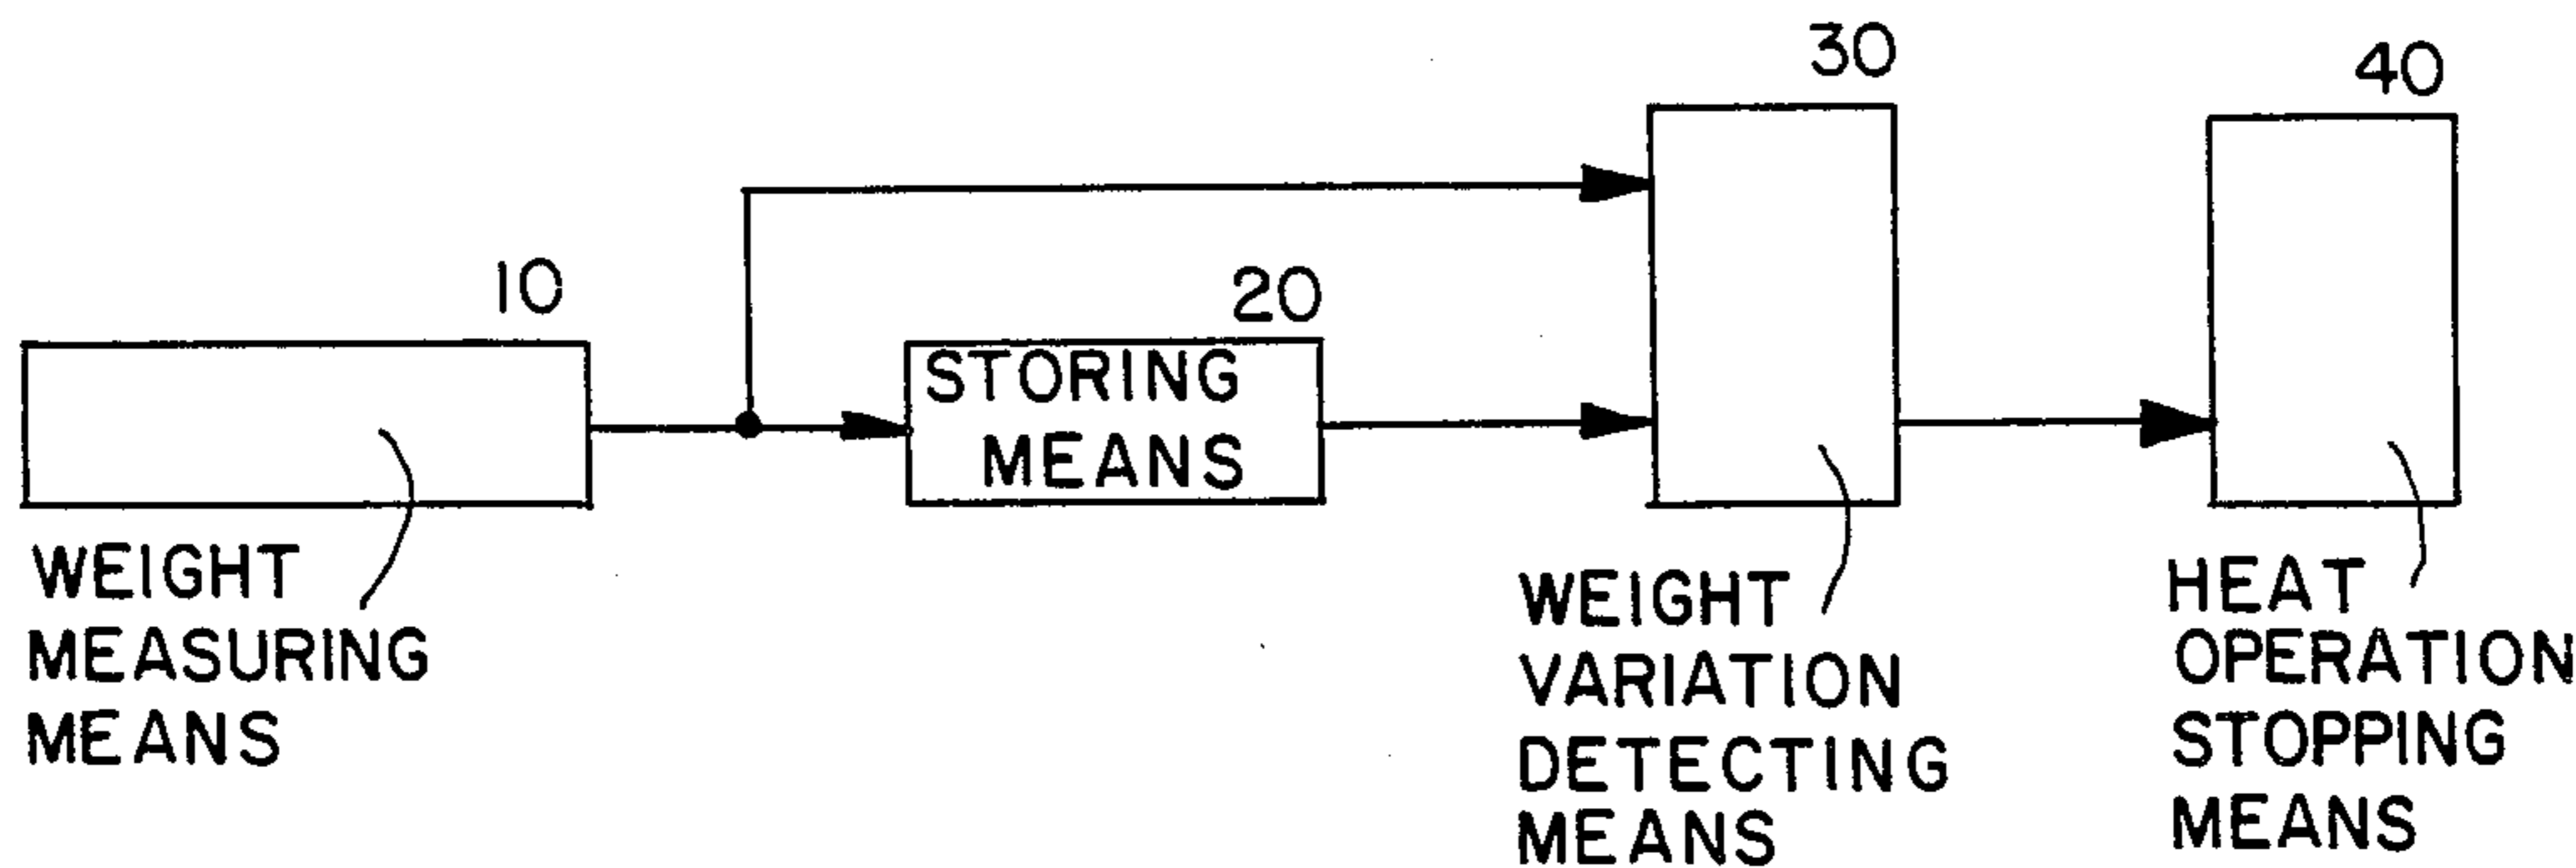 10
WEIGHT
MEASURING
MEANS
20
STORING
MEANS
30
WEIGHT
VARIATION
DETECTING
MEANS
40
HEAT
OPERATION
STOPPING
MEANS